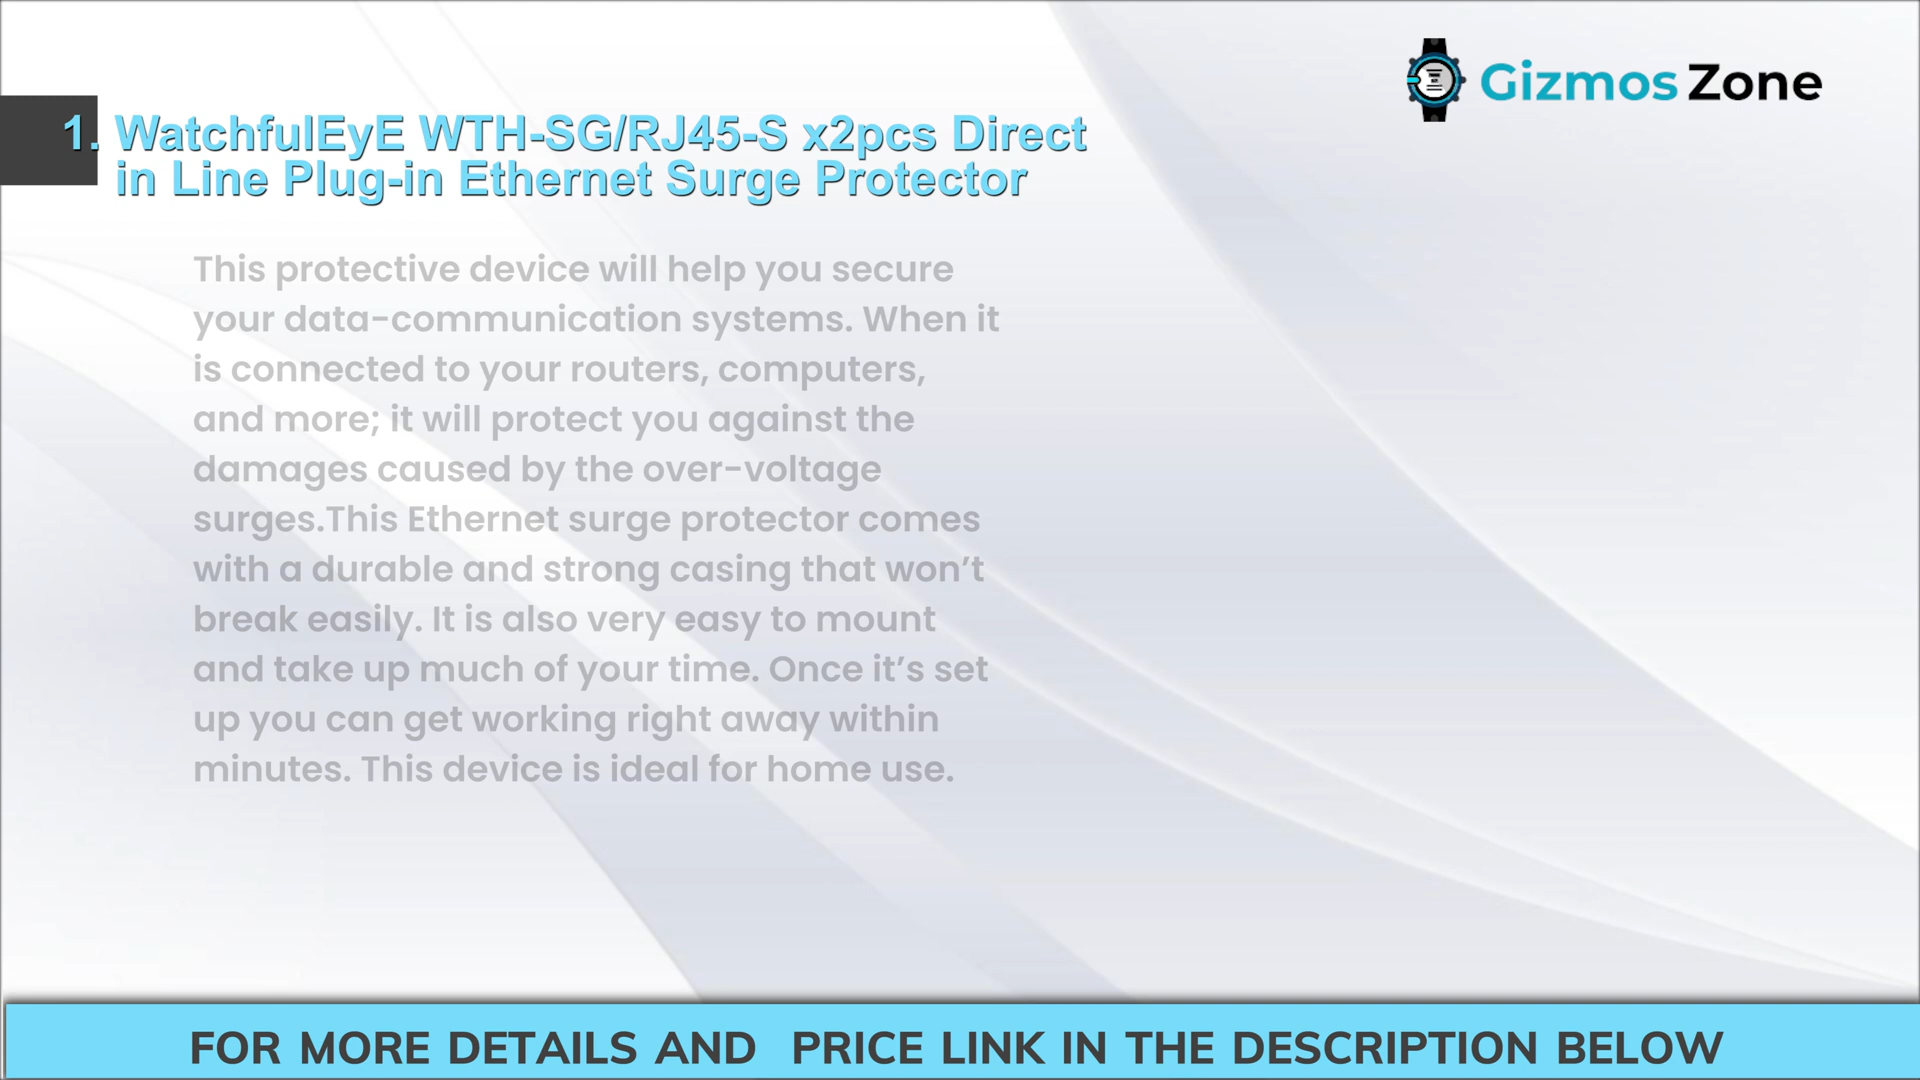 Gizmos Zone
1. WatchfulEyE WTH-SG/RJ45-S x2pcs Direct
in Line Plug-in Ethernet Surge Protector
This protective device will help you secure
your data-communication systems. When it
is connected to your routers, computers,
and more; it will protect you against the
damages caused by the over-voltage
surges.This Ethernet surge protector comes
with a durable and strong casing that won’t
break easily. It is also very easy to mount
and take up much of your time. Once it’s set
up you can get working right away within
minutes. This device is ideal for home use.
FOR MORE DETAILS AND  PRICE LINK IN THE DESCRIPTION BELOW